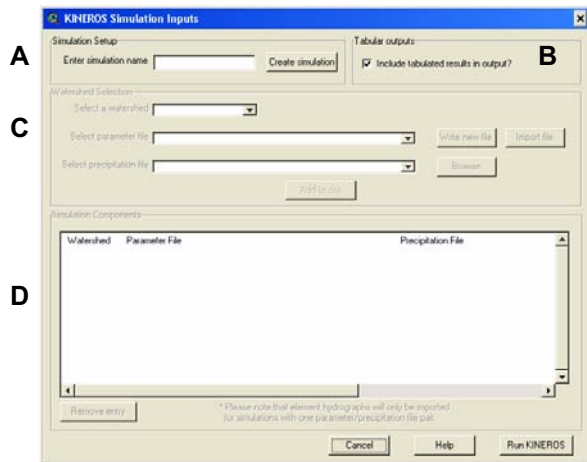 KINEROS Simulation Inputs
A
Simulation Setup
Enter simulation name
Create simulation
Tabular outputs
Include tabulated results in output?
B
C
Watershed Selection
Select a watershed
Select parameter file
Write new file
Import file
Select precipitation file
Browse
Add to sim
D
Simulation Components
Watershed Parameter File Precipitation File
Remove entry
* Please note that element hydrographs will only be imported
for simulations with one parameter/precipitation file pair.
Cancel
Help
Run KINEROS